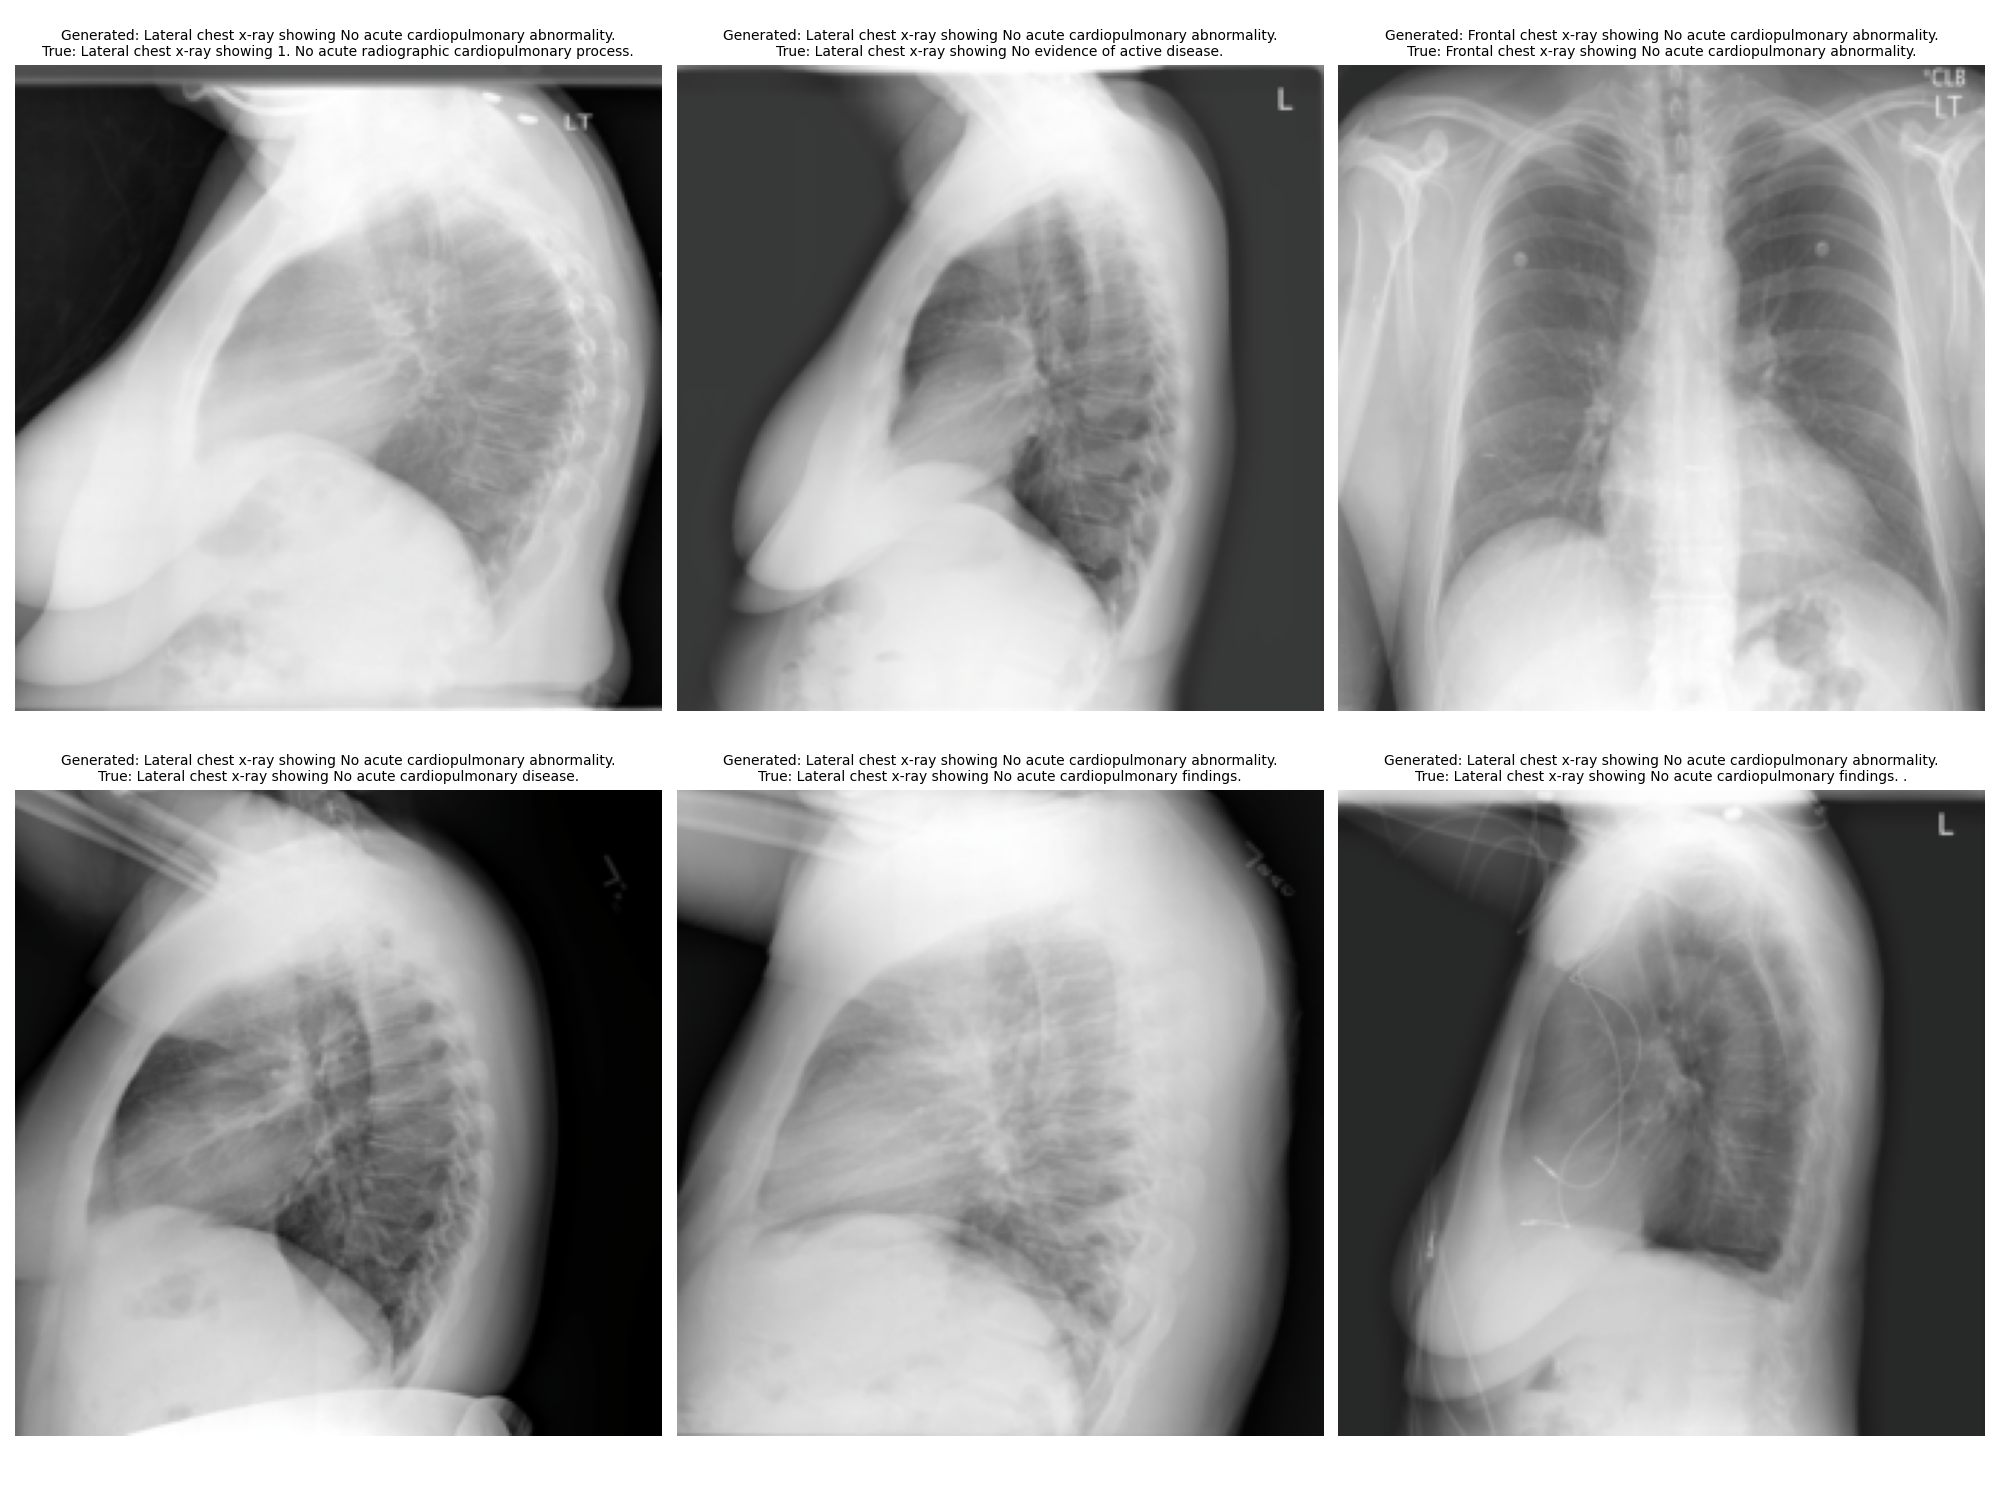 Generated: Lateral chest x-ray showing No acute cardiopulmonary abnormality.
True: Lateral chest x-ray showing 1. No acute radiographic cardiopulmonary process.
Generated: Lateral chest x-ray showing No acute cardiopulmonary abnormality.
True: Lateral chest x-ray showing No evidence of active disease.
Generated: Frontal chest x-ray showing No acute cardiopulmonary abnormality.
True: Frontal chest x-ray showing No acute cardiopulmonary abnormality.
LT
L
"CLB
LT
Generated: Lateral chest x-ray showing No acute cardiopulmonary abnormality.
True: Lateral chest x-ray showing No acute cardiopulmonary disease.
Generated: Lateral chest x-ray showing No acute cardiopulmonary abnormality.
True: Lateral chest x-ray showing No acute cardiopulmonary findings.
Generated: Lateral chest x-ray showing No acute cardiopulmonary abnormality.
True: Lateral chest x-ray showing No acute cardiopulmonary findings. .
L